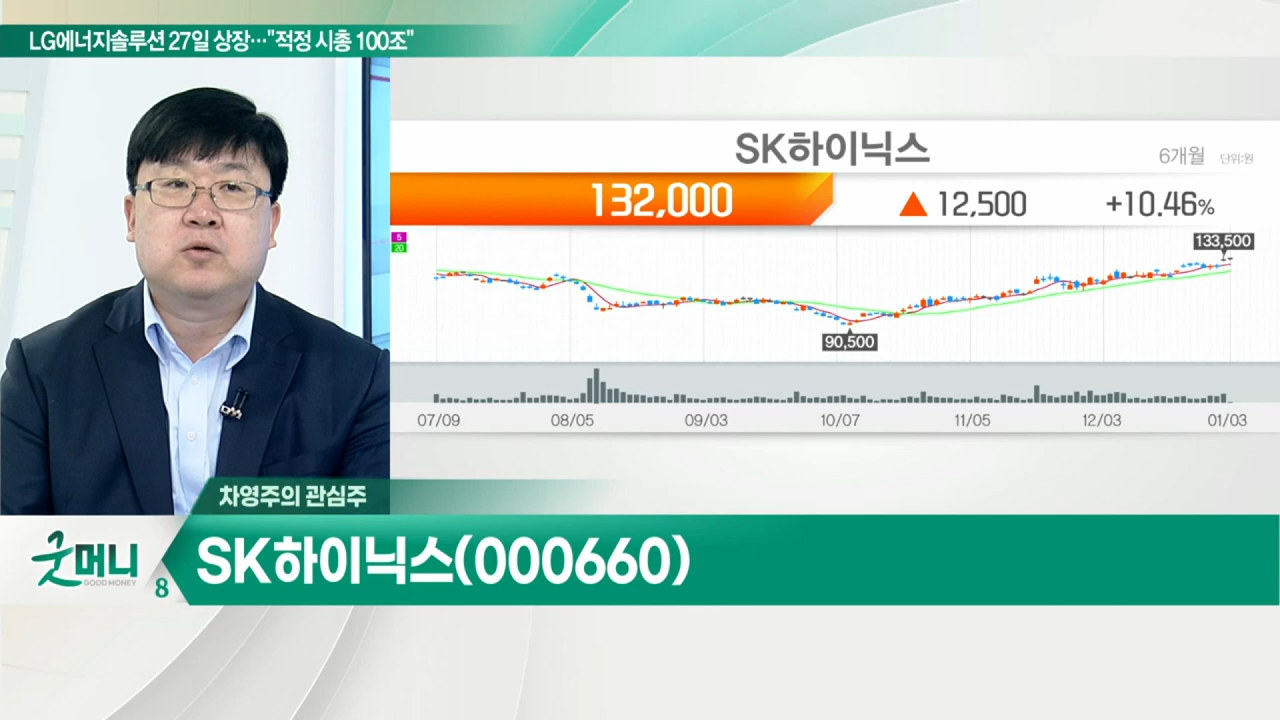 LG에너지솔루션 27일 상장…"적정 시총 100조"
SK하이닉스
6개월 단위:원
132,000 ▲ 12,500 +10.46%
5
20
133,500
90,500
07/09 08/05 09/03 10/07 11/05 12/03 01/03
차영주의 관심주
굿머니
GOOD MONEY
8
SK하이닉스(000660)